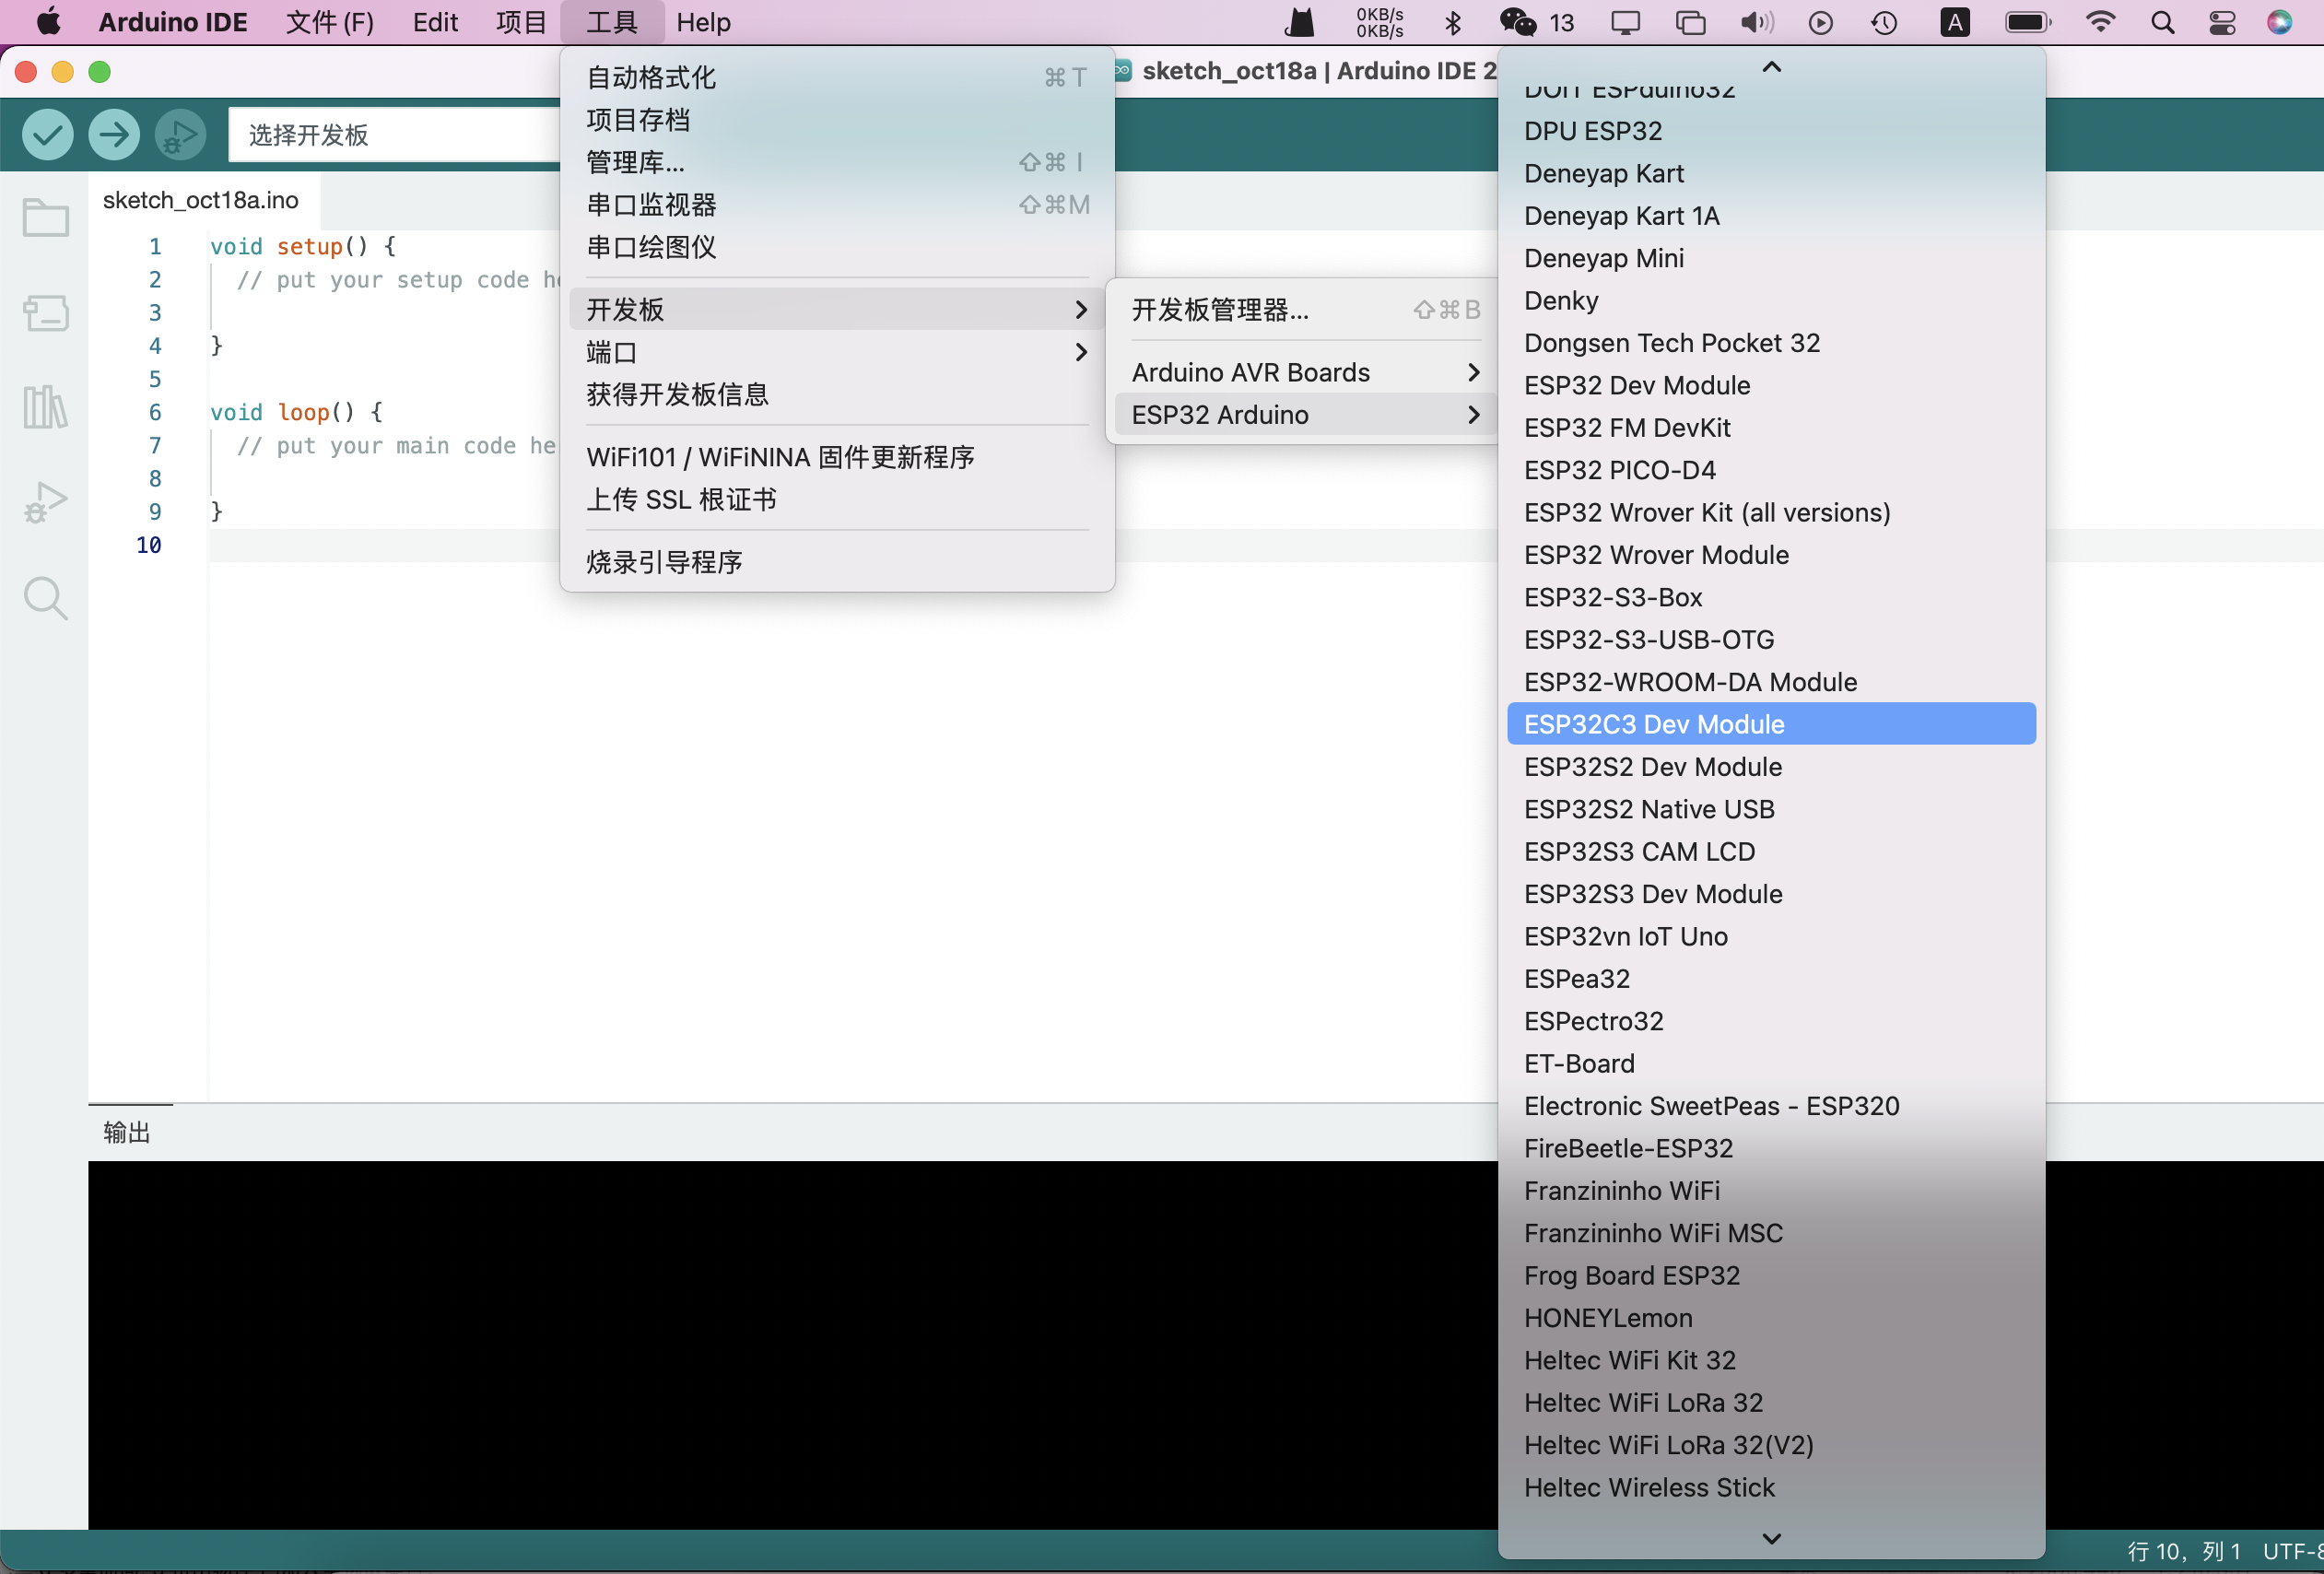 Arduino IDE 文件 (F) Edit 项目 工具 Help
0KB/s
0KB/s
13
A
sketch_oct18a | Arduino IDE 2
选择开发板
sketch_oct18a.ino
1 void setup() {
2 // put your setup code he
3
4 }
5
6 void loop() {
7 // put your main code he
8
9 }
10
自动格式化 ⌘ T
项目存档
管理库... ⇧⌘ I
串口监视器 ⇧⌘M
串口绘图仪
开发板
端口
获得开发板信息
WiFi101 / WiFiNINA 固件更新程序
上传 SSL 根证书
烧录引导程序
开发板管理器... ⇧⌘B
Arduino AVR Boards
ESP32 Arduino
DOIT ESPduino32
DPU ESP32
Deneyap Kart
Deneyap Kart 1A
Deneyap Mini
Denky
Dongsen Tech Pocket 32
ESP32 Dev Module
ESP32 FM DevKit
ESP32 PICO-D4
ESP32 Wrover Kit (all versions)
ESP32 Wrover Module
ESP32-S3-Box
ESP32-S3-USB-OTG
ESP32-WROOM-DA Module
ESP32C3 Dev Module
ESP32S2 Dev Module
ESP32S2 Native USB
ESP32S3 CAM LCD
ESP32S3 Dev Module
ESP32vn IoT Uno
ESPea32
ESPectro32
ET-Board
Electronic SweetPeas - ESP320
FireBeetle-ESP32
Franzininho WiFi
Franzininho WiFi MSC
Frog Board ESP32
HONEYLemon
Heltec WiFi Kit 32
Heltec WiFi LoRa 32
Heltec WiFi LoRa 32(V2)
Heltec Wireless Stick
输出
行 10，列 1 UTF-8